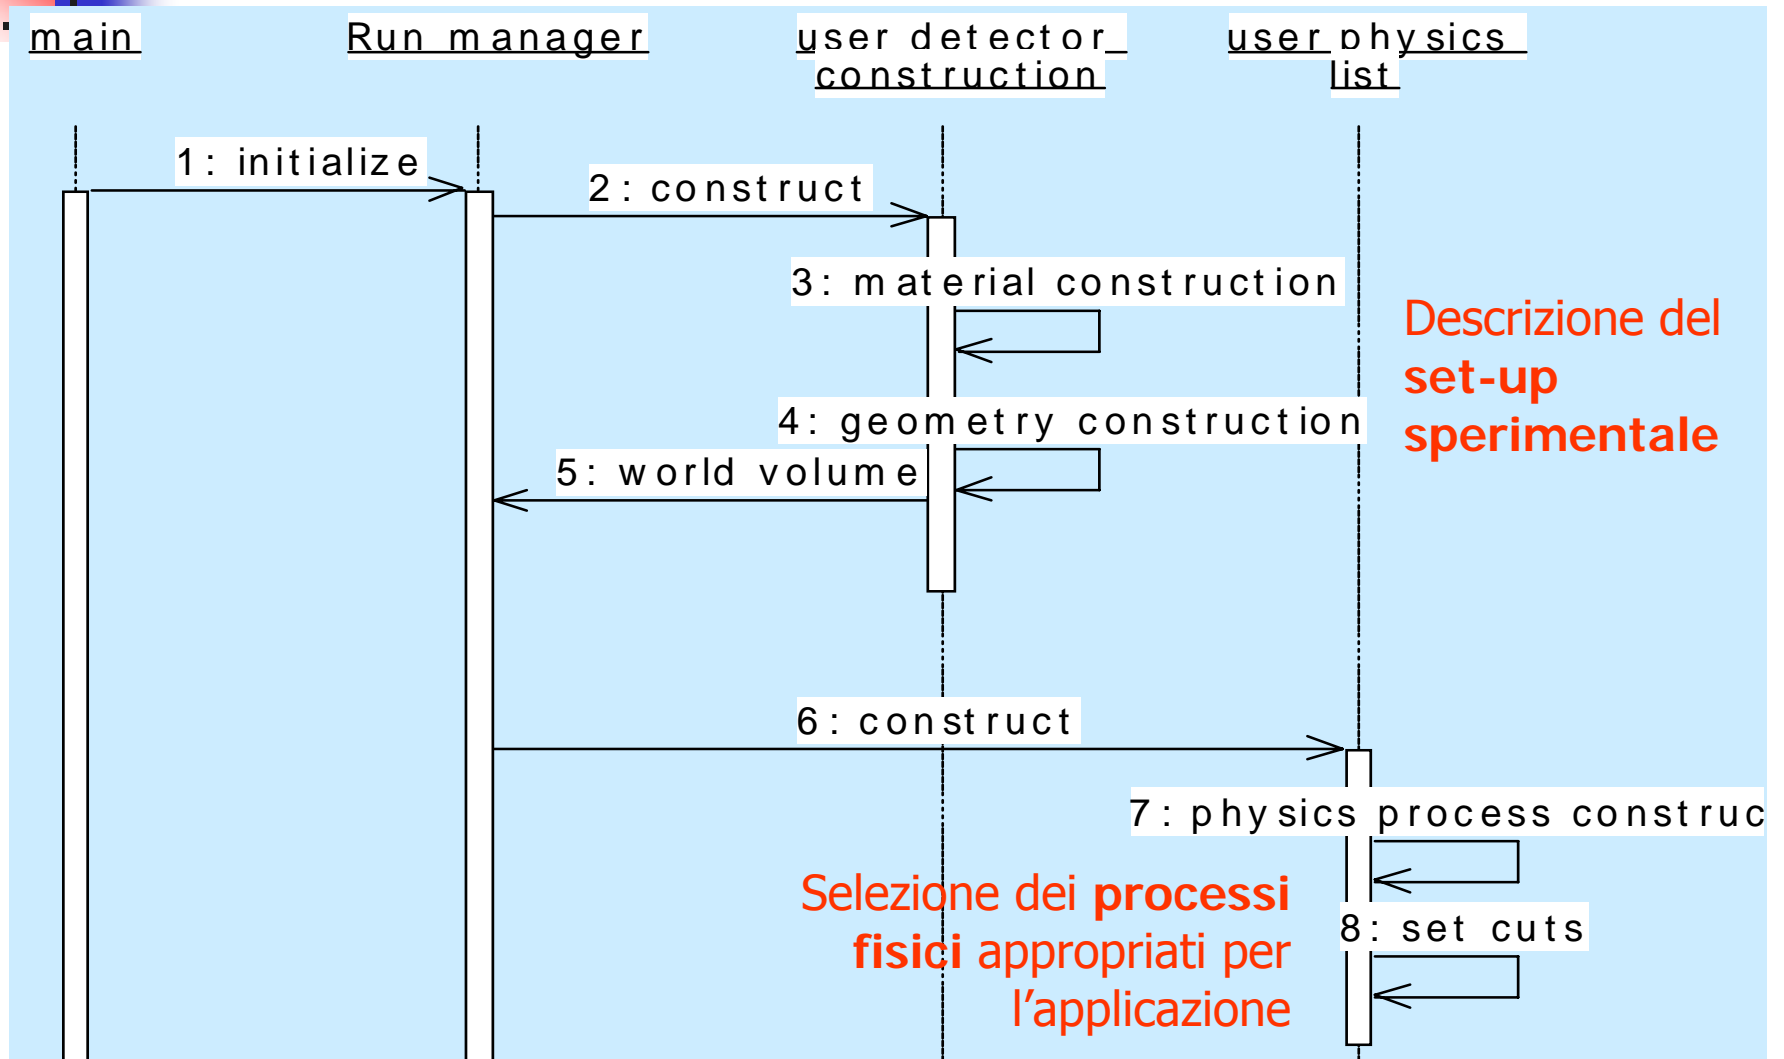 main
Run manager
user detector
construction
user physics
list
1: initialize
2: construct
3: material construction
4: geometry construction
5: world volume
Descrizione del
set-up
sperimentale
6: construct
7: physics process construc
Selezione dei processi
fisici appropriati per
l'applicazione
8: set cuts